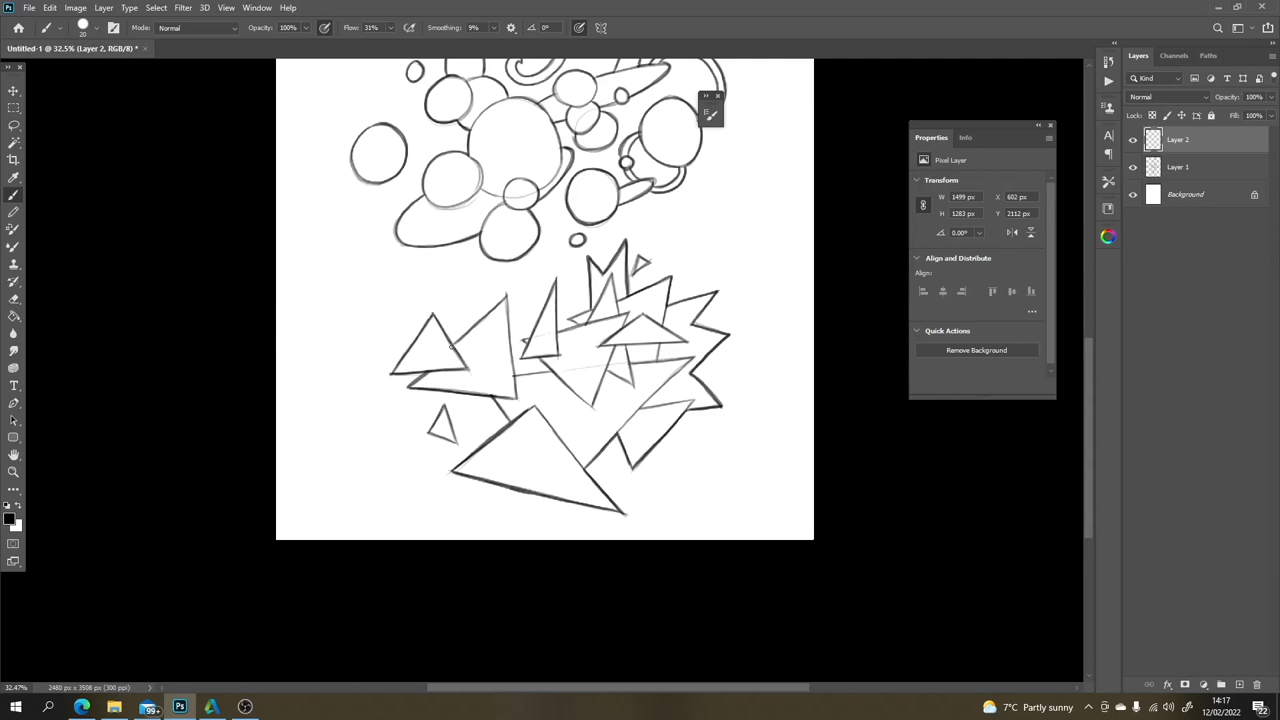 File Edit Image Layer Type Select Filter 3D View Window Help
20 Mode: Normal Opacity: 100% Flow: 31% Smoothing: 9% 0°
Untitled-1 @ 32.5% (Layer 2, RGB/8) * ×
Layers Channels Paths
Kind
Normal Opacity: 100%
Lock: Fill: 100%
Layer 2
Layer 1
Background
Properties Info
Pixel Layer
Transform
W 1499 px X 602 px
H 1283 px Y 2112 px
0.00°
Align and Distribute
Align:
Quick Actions
Remove Background
32.47% 2480 px x 3508 px (300 ppi)
99+
7°C Partly sunny
14:17
12/02/2022
22